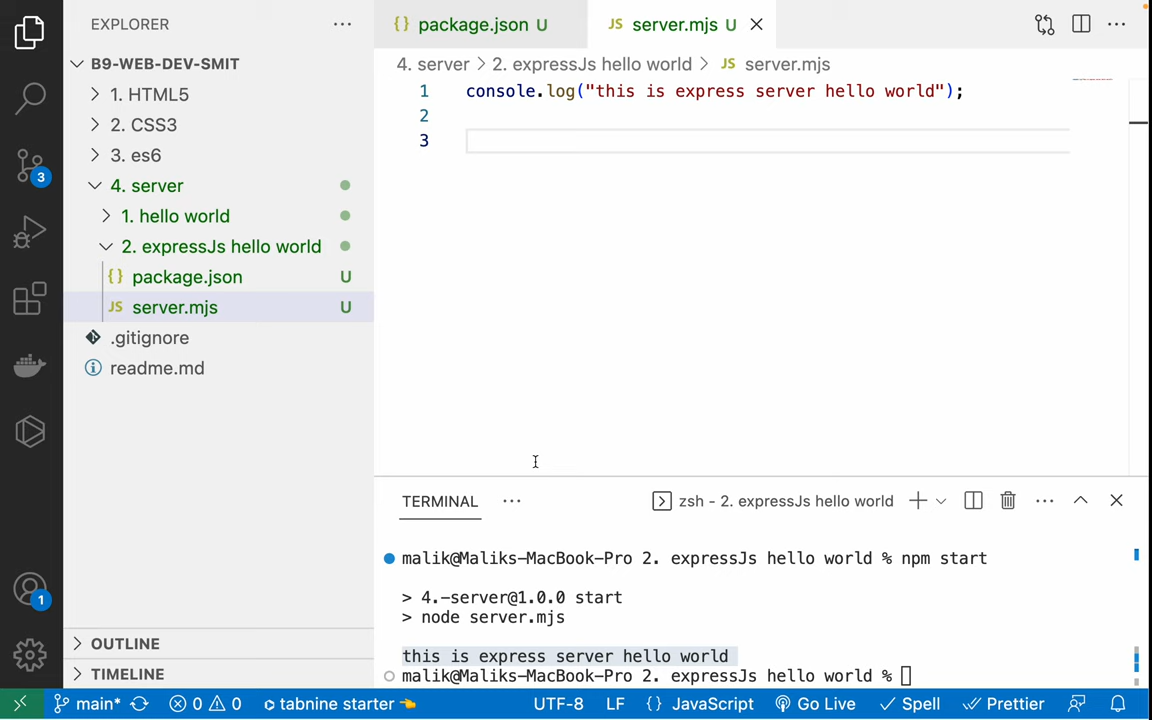 EXPLORER
B9-WEB-DEV-SMIT
1. HTML5
2. CSS3
3. es6
4. server
1. hello world
2. expressJs hello world
{} package.json U
JS server.mjs U
.gitignore
readme.md
OUTLINE
TIMELINE
3
1
{} package.json U
JS server.mjs U
4. server > 2. expressJs hello world > JS server.mjs
1 console.log("this is express server hello world");
2
3
TERMINAL
zsh - 2. expressJs hello world
malik@Maliks-MacBook-Pro 2. expressJs hello world % npm start
> 4.-server@1.0.0 start
> node server.mjs
this is express server hello world
malik@Maliks-MacBook-Pro 2. expressJs hello world %
main* 0 0 tabnine starter UTF-8 LF {} JavaScript Go Live Spell Prettier